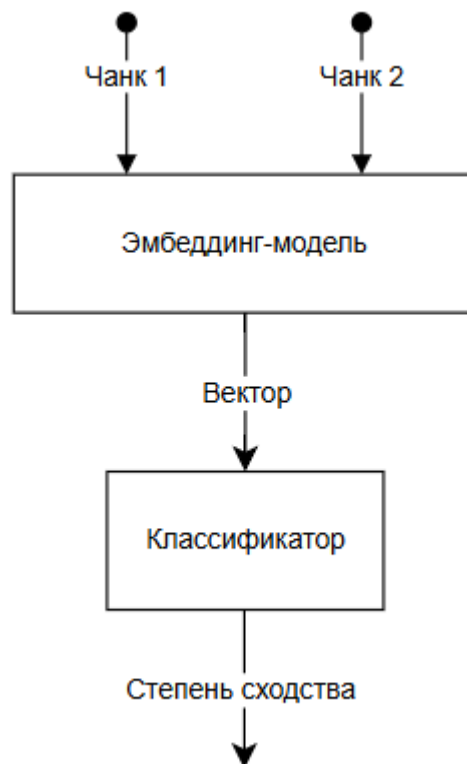 Чанк 1
Чанк 2
Эмбеддинг-модель
Вектор
Классификатор
Степень сходства